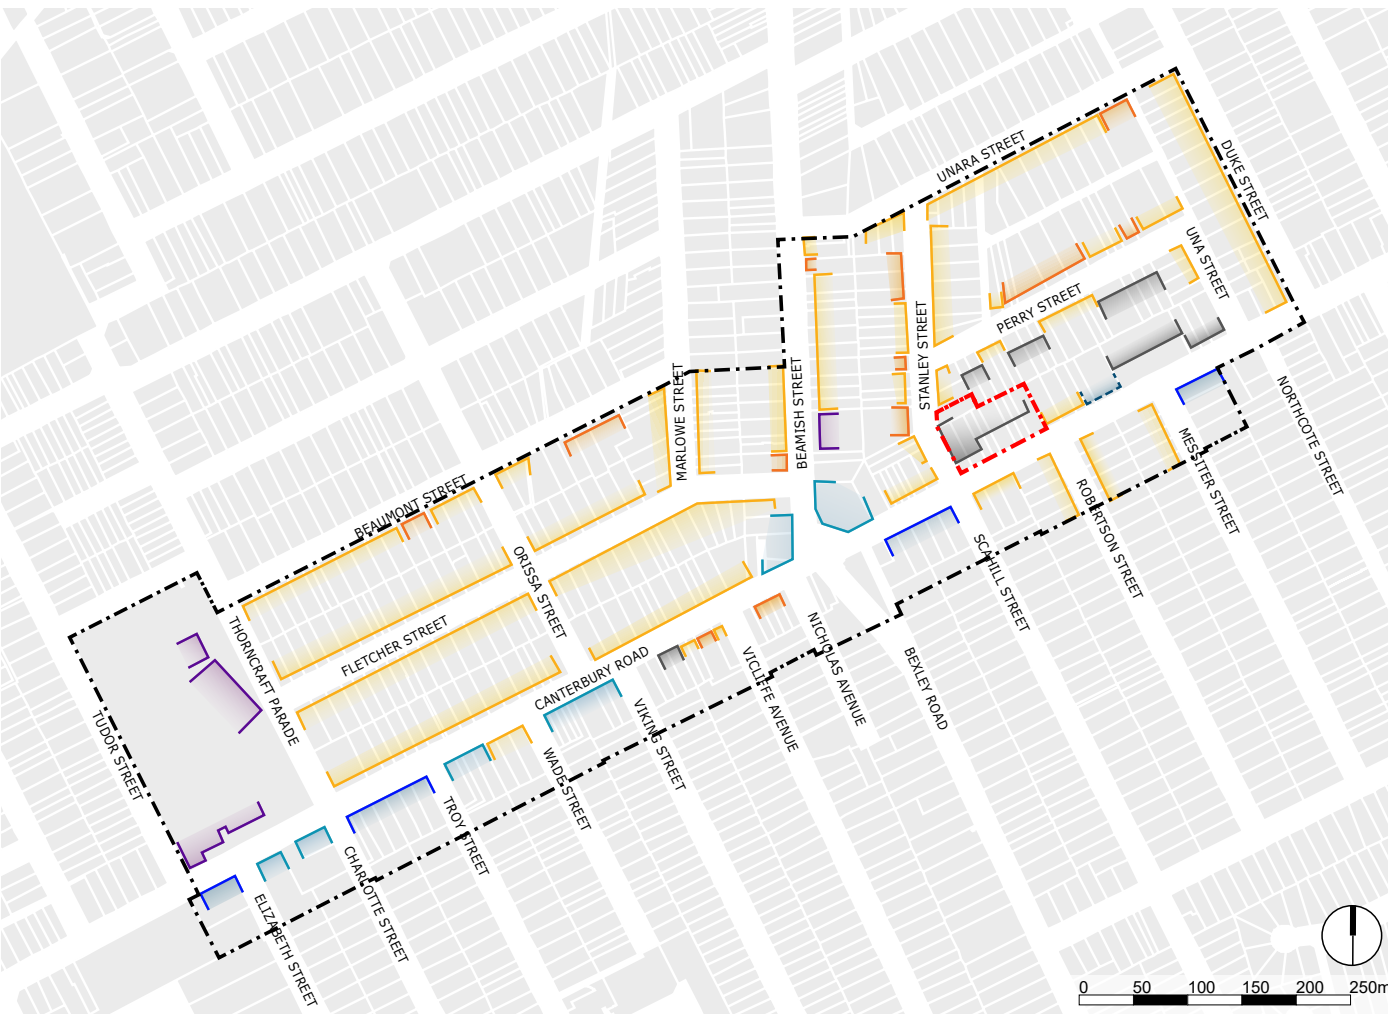 UNARA STREET
DUKE STREET
UNA STREET
PERRY STREET
STANLEY STREET
BEAMISH STREET
MARLOWE STREET
NORTHCOTE STREET
MESSITER STREET
ROBERTSON STREET
BEAUMONT STREET
SCAHILL STREET
ORISSA STREET
FLETCHER STREET
THORNCRAFT PARADE
CANTERBURY ROAD
NICHOLAS AVENUE
VICLIFFE AVENUE
BEXLEY ROAD
VIKING STREET
TUDOR STREET
WADE STREET
TROY STREET
CHARLOTTE STREET
ELIZABETH STREET
0 50 100 150 200 250m